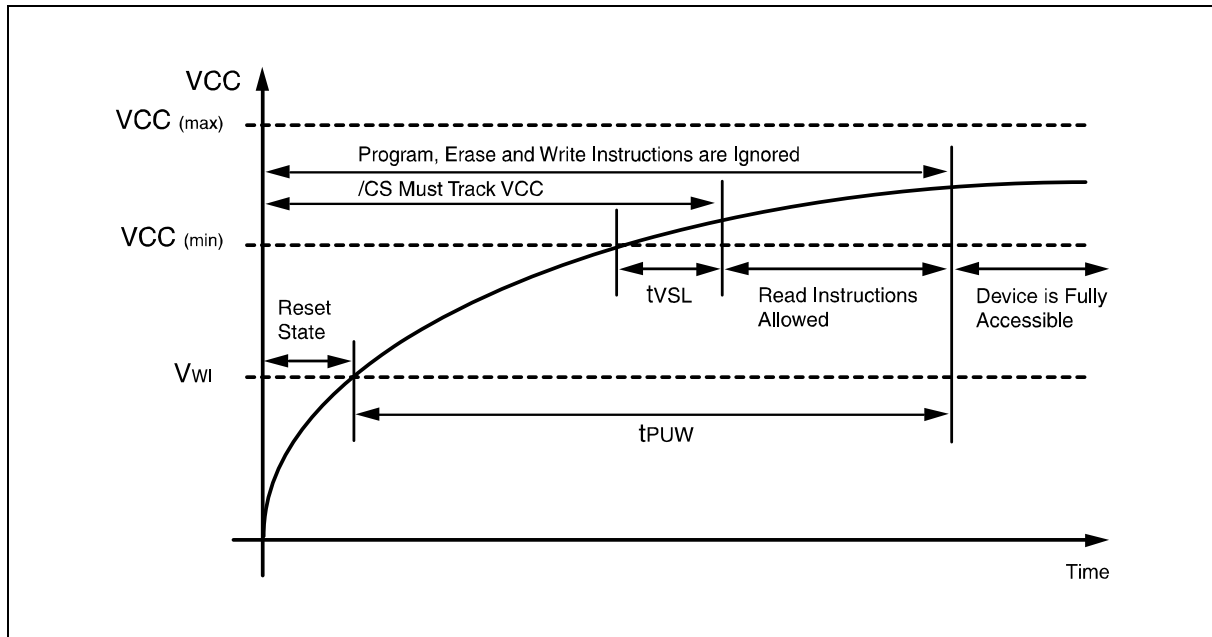 VCC
VCC (max)
Program, Erase and Write Instructions are Ignored
/CS Must Track VCC
VCC (min)
tVSL
Read Instructions
Allowed
Device is Fully
Accessible
Reset
State
VWI
tPUW
Time